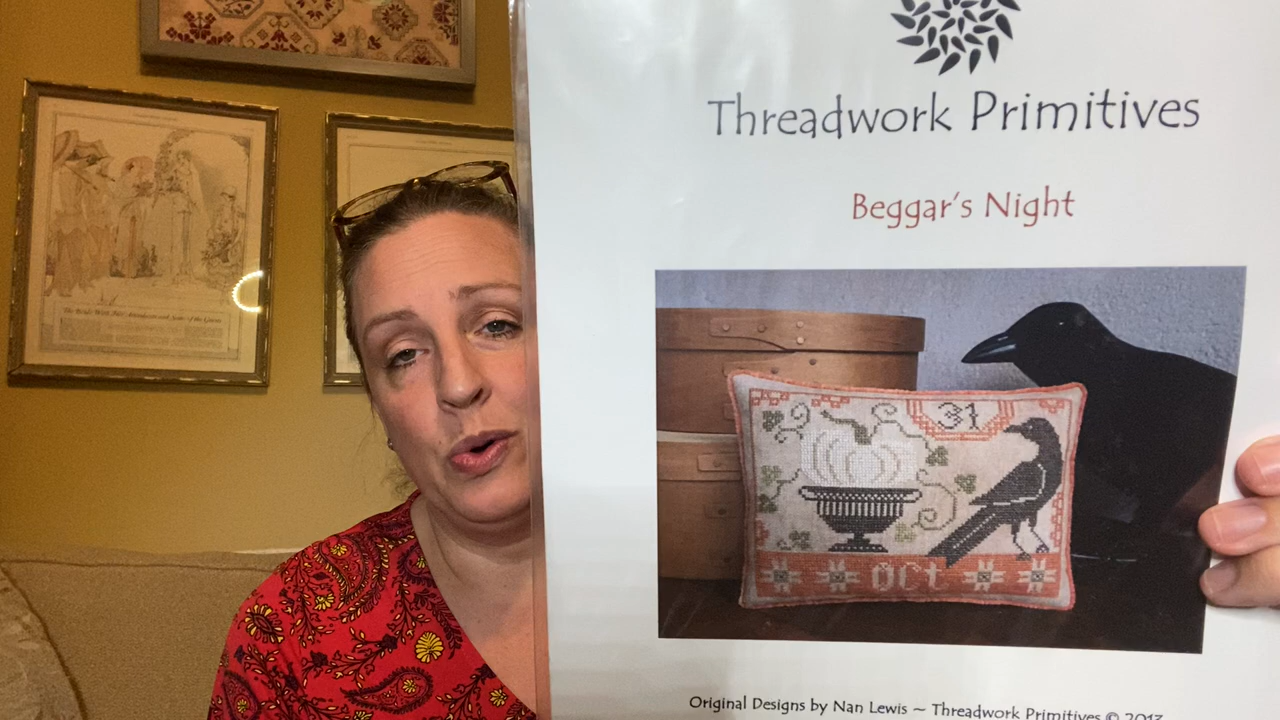 Threadwork Primitives
Beggar's Night
31
Oct
Original Designs by Nan Lewis ~ Threadwork Primitives ©